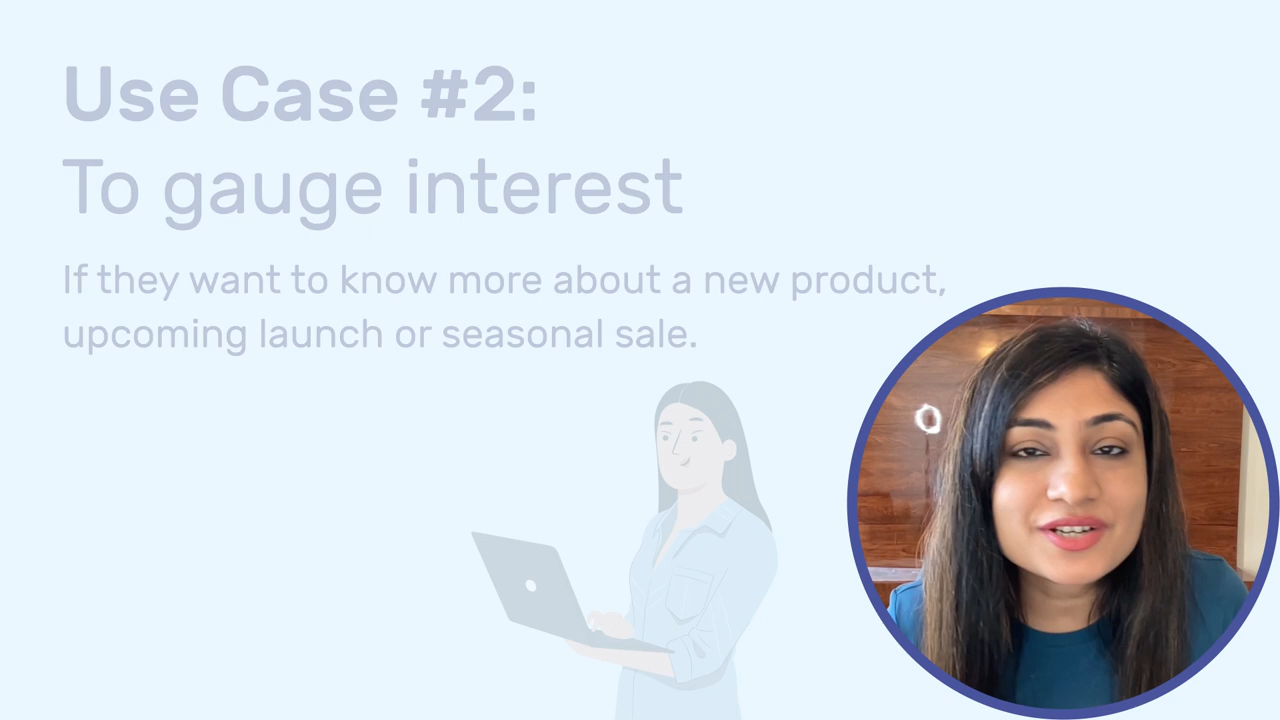 Use Case #2:
To gauge interest
If they want to know more about a new product,
upcoming launch or seasonal sale.